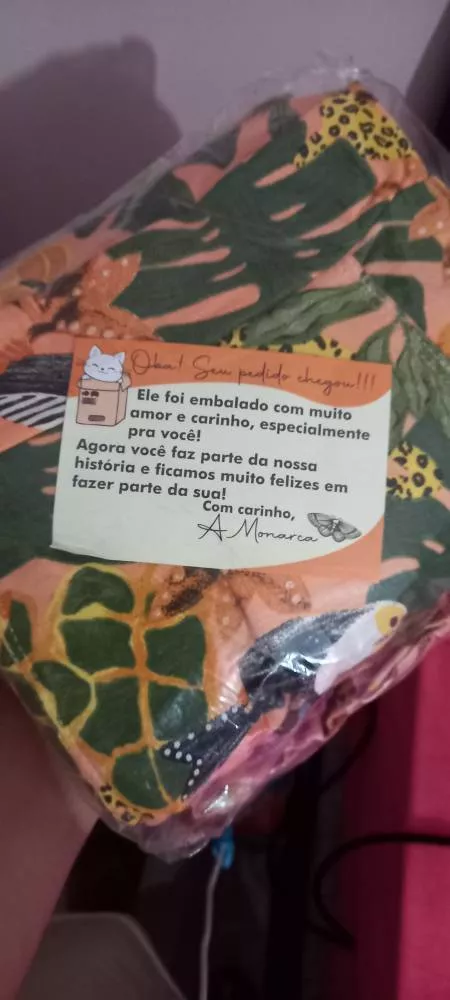 Oba! Seu pedido chegou!!!
Ele foi embalado com muito
amor e carinho, especialmente
pra você!
Agora você faz parte da nossa
história e ficamos muito felizes em
fazer parte da sua!
Com carinho,
A Monarca